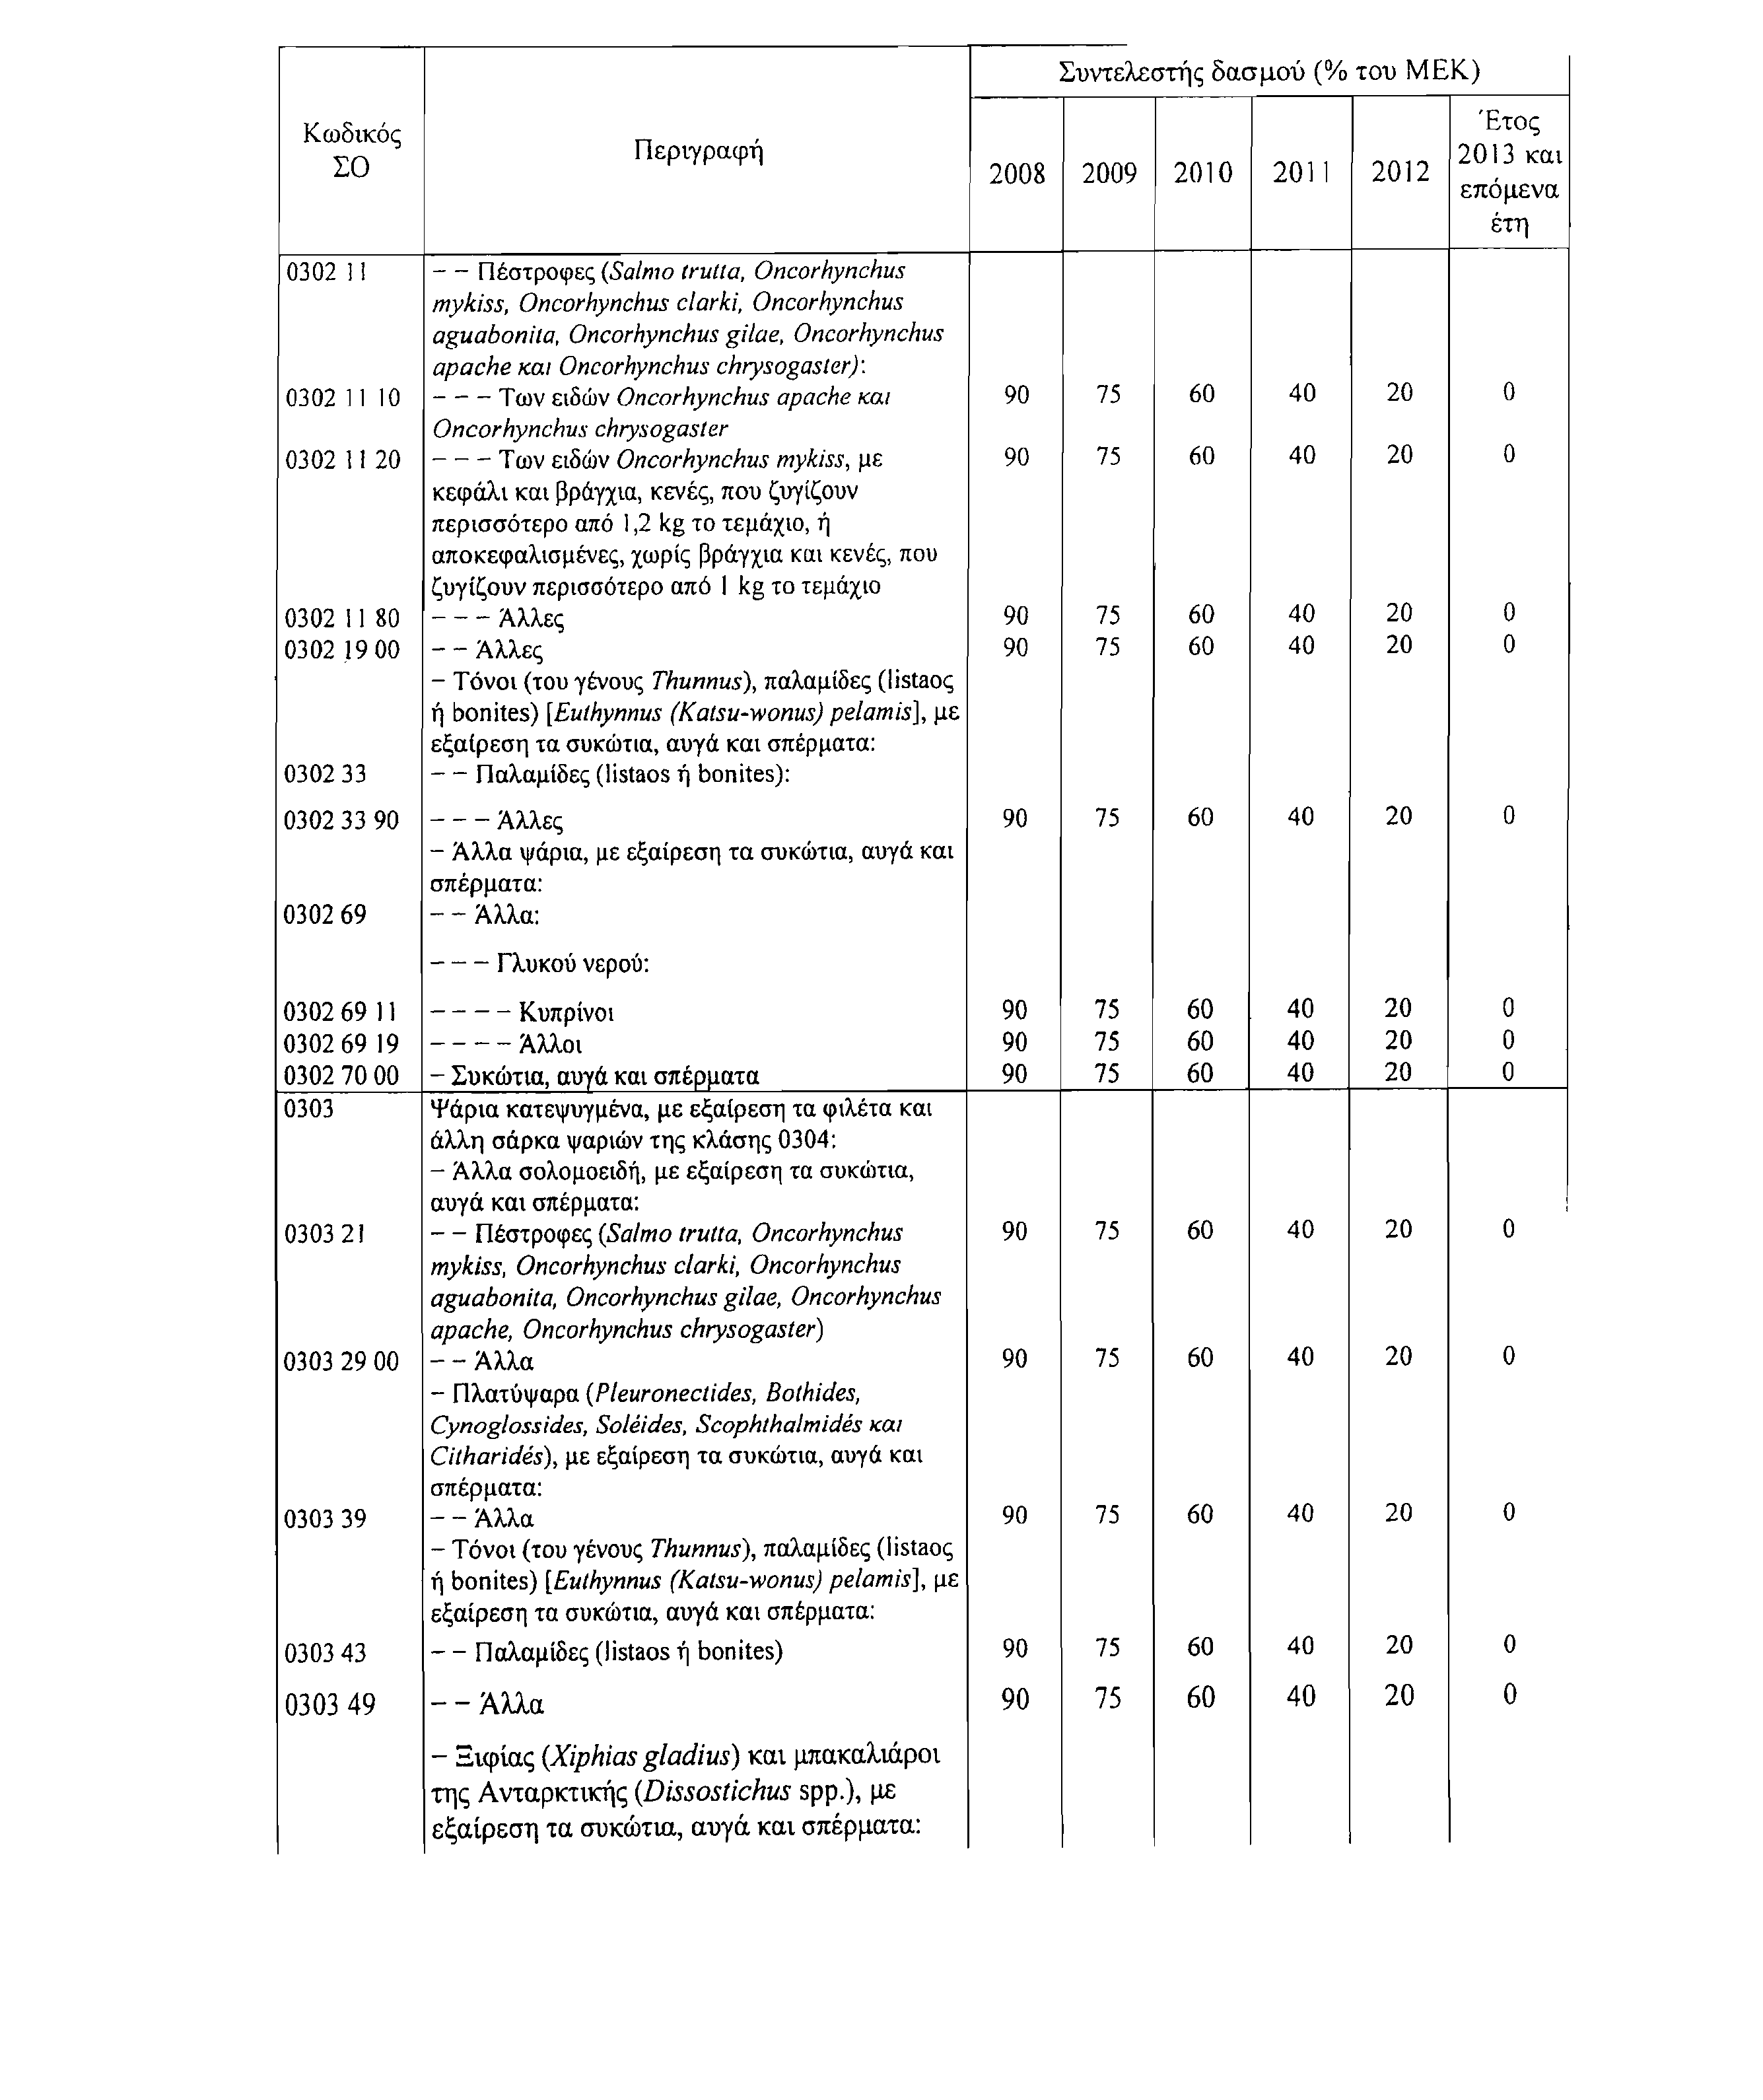 Κωδικός ΣΟ Περιγραφή Συντελεστής δασμού (% του ΜΕΚ)
2008 2009 2010 2011 2012 Έτος 2013 και επόμενα έτη
0302 11 – – Πέστροφες (Salmo trutta, Oncorhynchus
mykiss, Oncorhynchus clarki, Oncorhynchus
aguabonita, Oncorhynchus gilae, Oncorhynchus
apache και Oncorhynchus chrysogaster):
0302 11 10 – – – Των ειδών Oncorhynchus apache και 90 75 60 40 20 0
Oncorhynchus chrysogaster
0302 11 20 – – – Των ειδών Oncorhynchus mykiss, με 90 75 60 40 20 0
κεφάλι και βράγχια, κενές, που ζυγίζουν
περισσότερο από 1,2 kg το τεμάχιο, ή
αποκεφαλισμένες, χωρίς βράγχια και κενές, που
ζυγίζουν περισσότερο από 1 kg το τεμάχιο
0302 11 80 – – – Άλλες 90 75 60 40 20 0
0302 19 00 – – Άλλες 90 75 60 40 20 0
– Τόνοι (του γένους Thunnus), παλαμίδες (listaος
ή bonites) [Euthynnus (Katsu-wonus) pelamis], με
εξαίρεση τα συκώτια, αυγά και σπέρματα:
0302 33 – – Παλαμίδες (listaos ή bonites):
0302 33 90 – – – Άλλες 90 75 60 40 20 0
– Άλλα ψάρια, με εξαίρεση τα συκώτια, αυγά και
σπέρματα:
0302 69 – – Άλλα:
– – – Γλυκού νερού:
0302 69 11 – – – – Κυπρίνοι 90 75 60 40 20 0
0302 69 19 – – – – Άλλοι 90 75 60 40 20 0
0302 70 00 – Συκώτια, αυγά και σπέρματα 90 75 60 40 20 0
0303 Ψάρια κατεψυγμένα, με εξαίρεση τα φιλέτα και
άλλη σάρκα ψαριών της κλάσης 0304:
– Άλλα σολομοειδή, με εξαίρεση τα συκώτια,
αυγά και σπέρματα:
0303 21 – – Πέστροφες (Salmo trutta, Oncorhynchus 90 75 60 40 20 0
mykiss, Oncorhynchus clarki, Oncorhynchus
aguabonita, Oncorhynchus gilae, Oncorhynchus
apache, Oncorhynchus chrysogaster)
0303 29 00 – – Άλλα 90 75 60 40 20 0
– Πλατύψαρα (Pleuronectides, Bothides,
Cynoglossides, Soléides, Scophthalmidés και
Citharidés), με εξαίρεση τα συκώτια, αυγά και
σπέρματα:
0303 39 – – Άλλα 90 75 60 40 20 0
– Τόνοι (του γένους Thunnus), παλαμίδες (listaος
ή bonites) [Euthynnus (Katsu-wonus) pelamis], με
εξαίρεση τα συκώτια, αυγά και σπέρματα:
0303 43 – – Παλαμίδες (listaos ή bonites) 90 75 60 40 20 0
0303 49 – – Άλλα 90 75 60 40 20 0
– Ξιφίας (Xiphias gladius) και μπακαλιάροι
της Ανταρκτικής (Dissostichus spp.), με
εξαίρεση τα συκώτια, αυγά και σπέρματα: